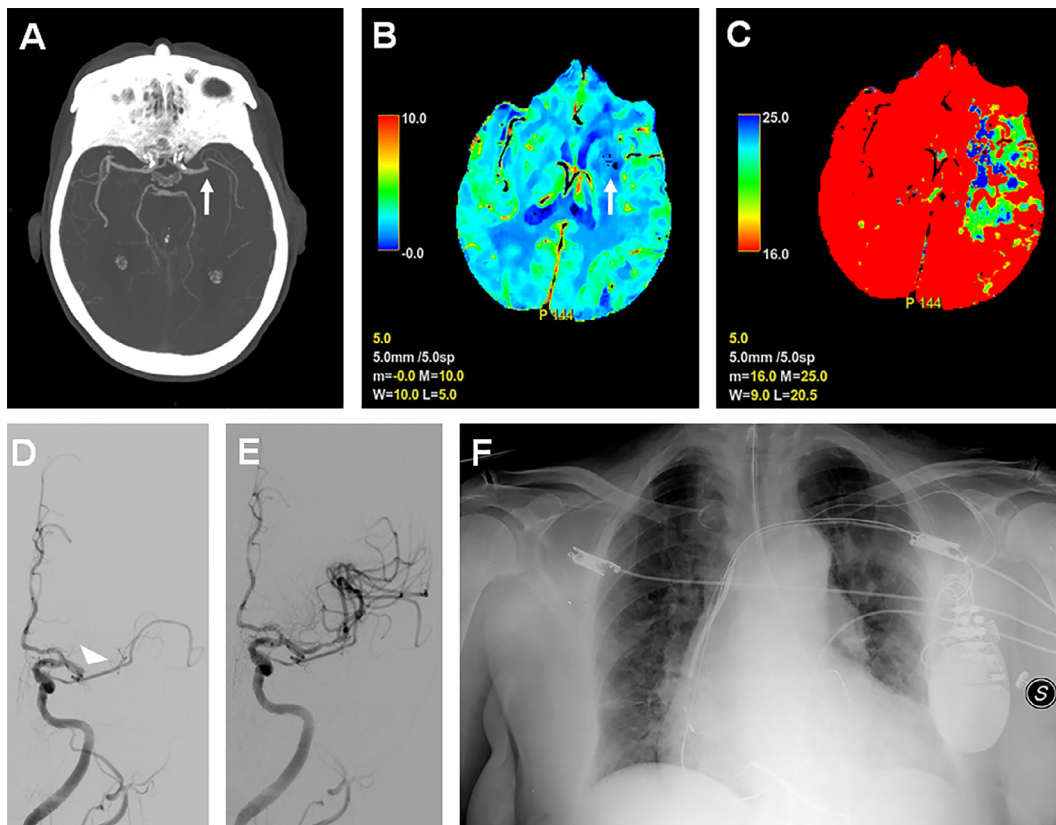 A
B
C
10.0
-0.0
P 144
5.0
5.0mm /5.0sp
m=-0.0 M=10.0
W=10.0 L=5.0
25.0
16.0
P 144
5.0
5.0mm /5.0sp
m=16.0 M=25.0
W=9.0 L=20.5
D
E
F
S